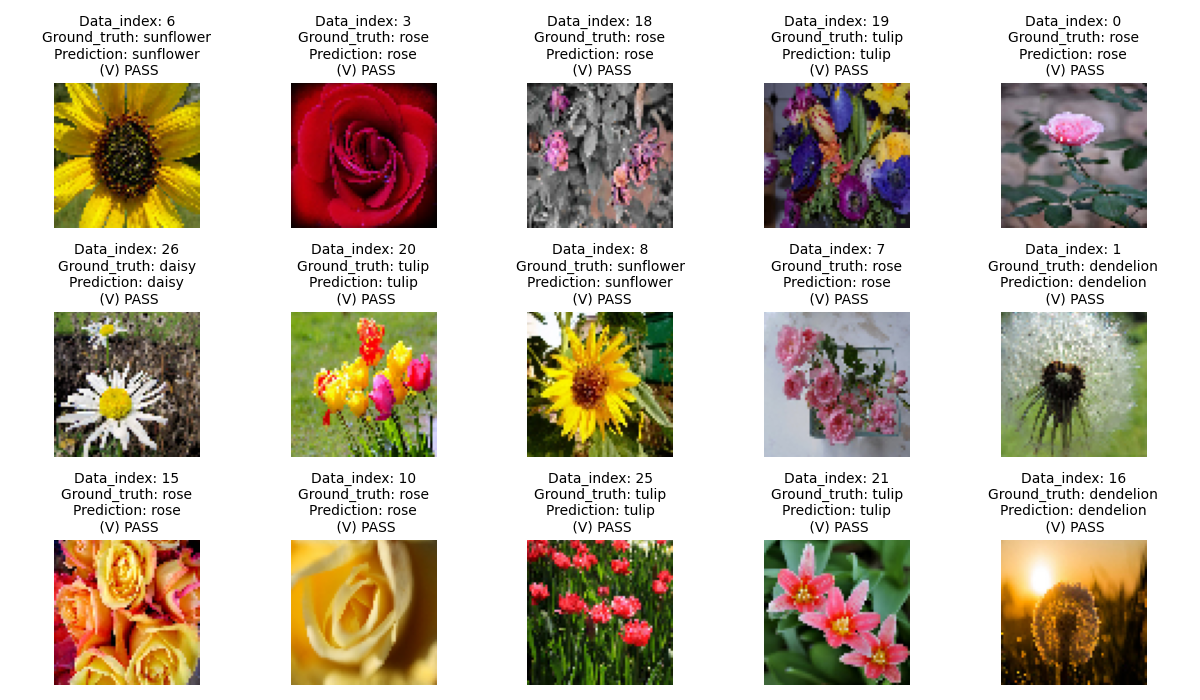 Data_index: 6
Ground_truth: sunflower
Prediction: sunflower
(V) PASS
Data_index: 3
Ground_truth: rose
Prediction: rose
(V) PASS
Data_index: 18
Ground_truth: rose
Prediction: rose
(V) PASS
Data_index: 19
Ground_truth: tulip
Prediction: tulip
(V) PASS
Data_index: 0
Ground_truth: rose
Prediction: rose
(V) PASS
Data_index: 26
Ground_truth: daisy
Prediction: daisy
(V) PASS
Data_index: 20
Ground_truth: tulip
Prediction: tulip
(V) PASS
Data_index: 8
Ground_truth: sunflower
Prediction: sunflower
(V) PASS
Data_index: 7
Ground_truth: rose
Prediction: rose
(V) PASS
Data_index: 1
Ground_truth: dendelion
Prediction: dendelion
(V) PASS
Data_index: 15
Ground_truth: rose
Prediction: rose
(V) PASS
Data_index: 10
Ground_truth: rose
Prediction: rose
(V) PASS
Data_index: 25
Ground_truth: tulip
Prediction: tulip
(V) PASS
Data_index: 21
Ground_truth: tulip
Prediction: tulip
(V) PASS
Data_index: 16
Ground_truth: dendelion
Prediction: dendelion
(V) PASS